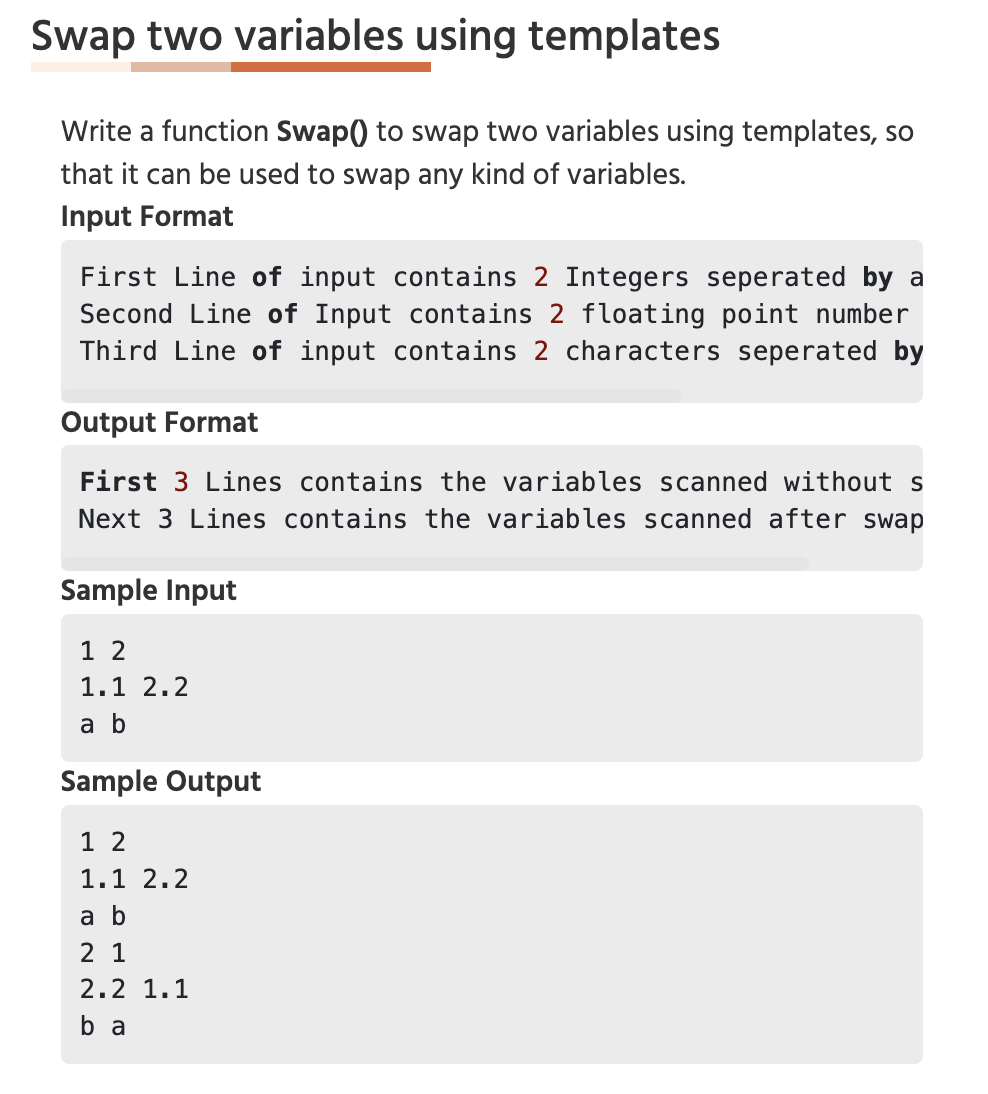 Swap two variables using templates
Write a function Swap() to swap two variables using templates, so
that it can be used to swap any kind of variables.
Input Format
First Line of input contains 2 Integers seperated by a
Second Line of Input contains 2 floating point number
Third Line of input contains 2 characters seperated by
Output Format
First 3 Lines contains the variables scanned without s
Next 3 Lines contains the variables scanned after swap
Sample Input
1 2
1.1 2.2
a b
Sample Output
1 2
1.1 2.2
a b
2 1
2.2 1.1
b a